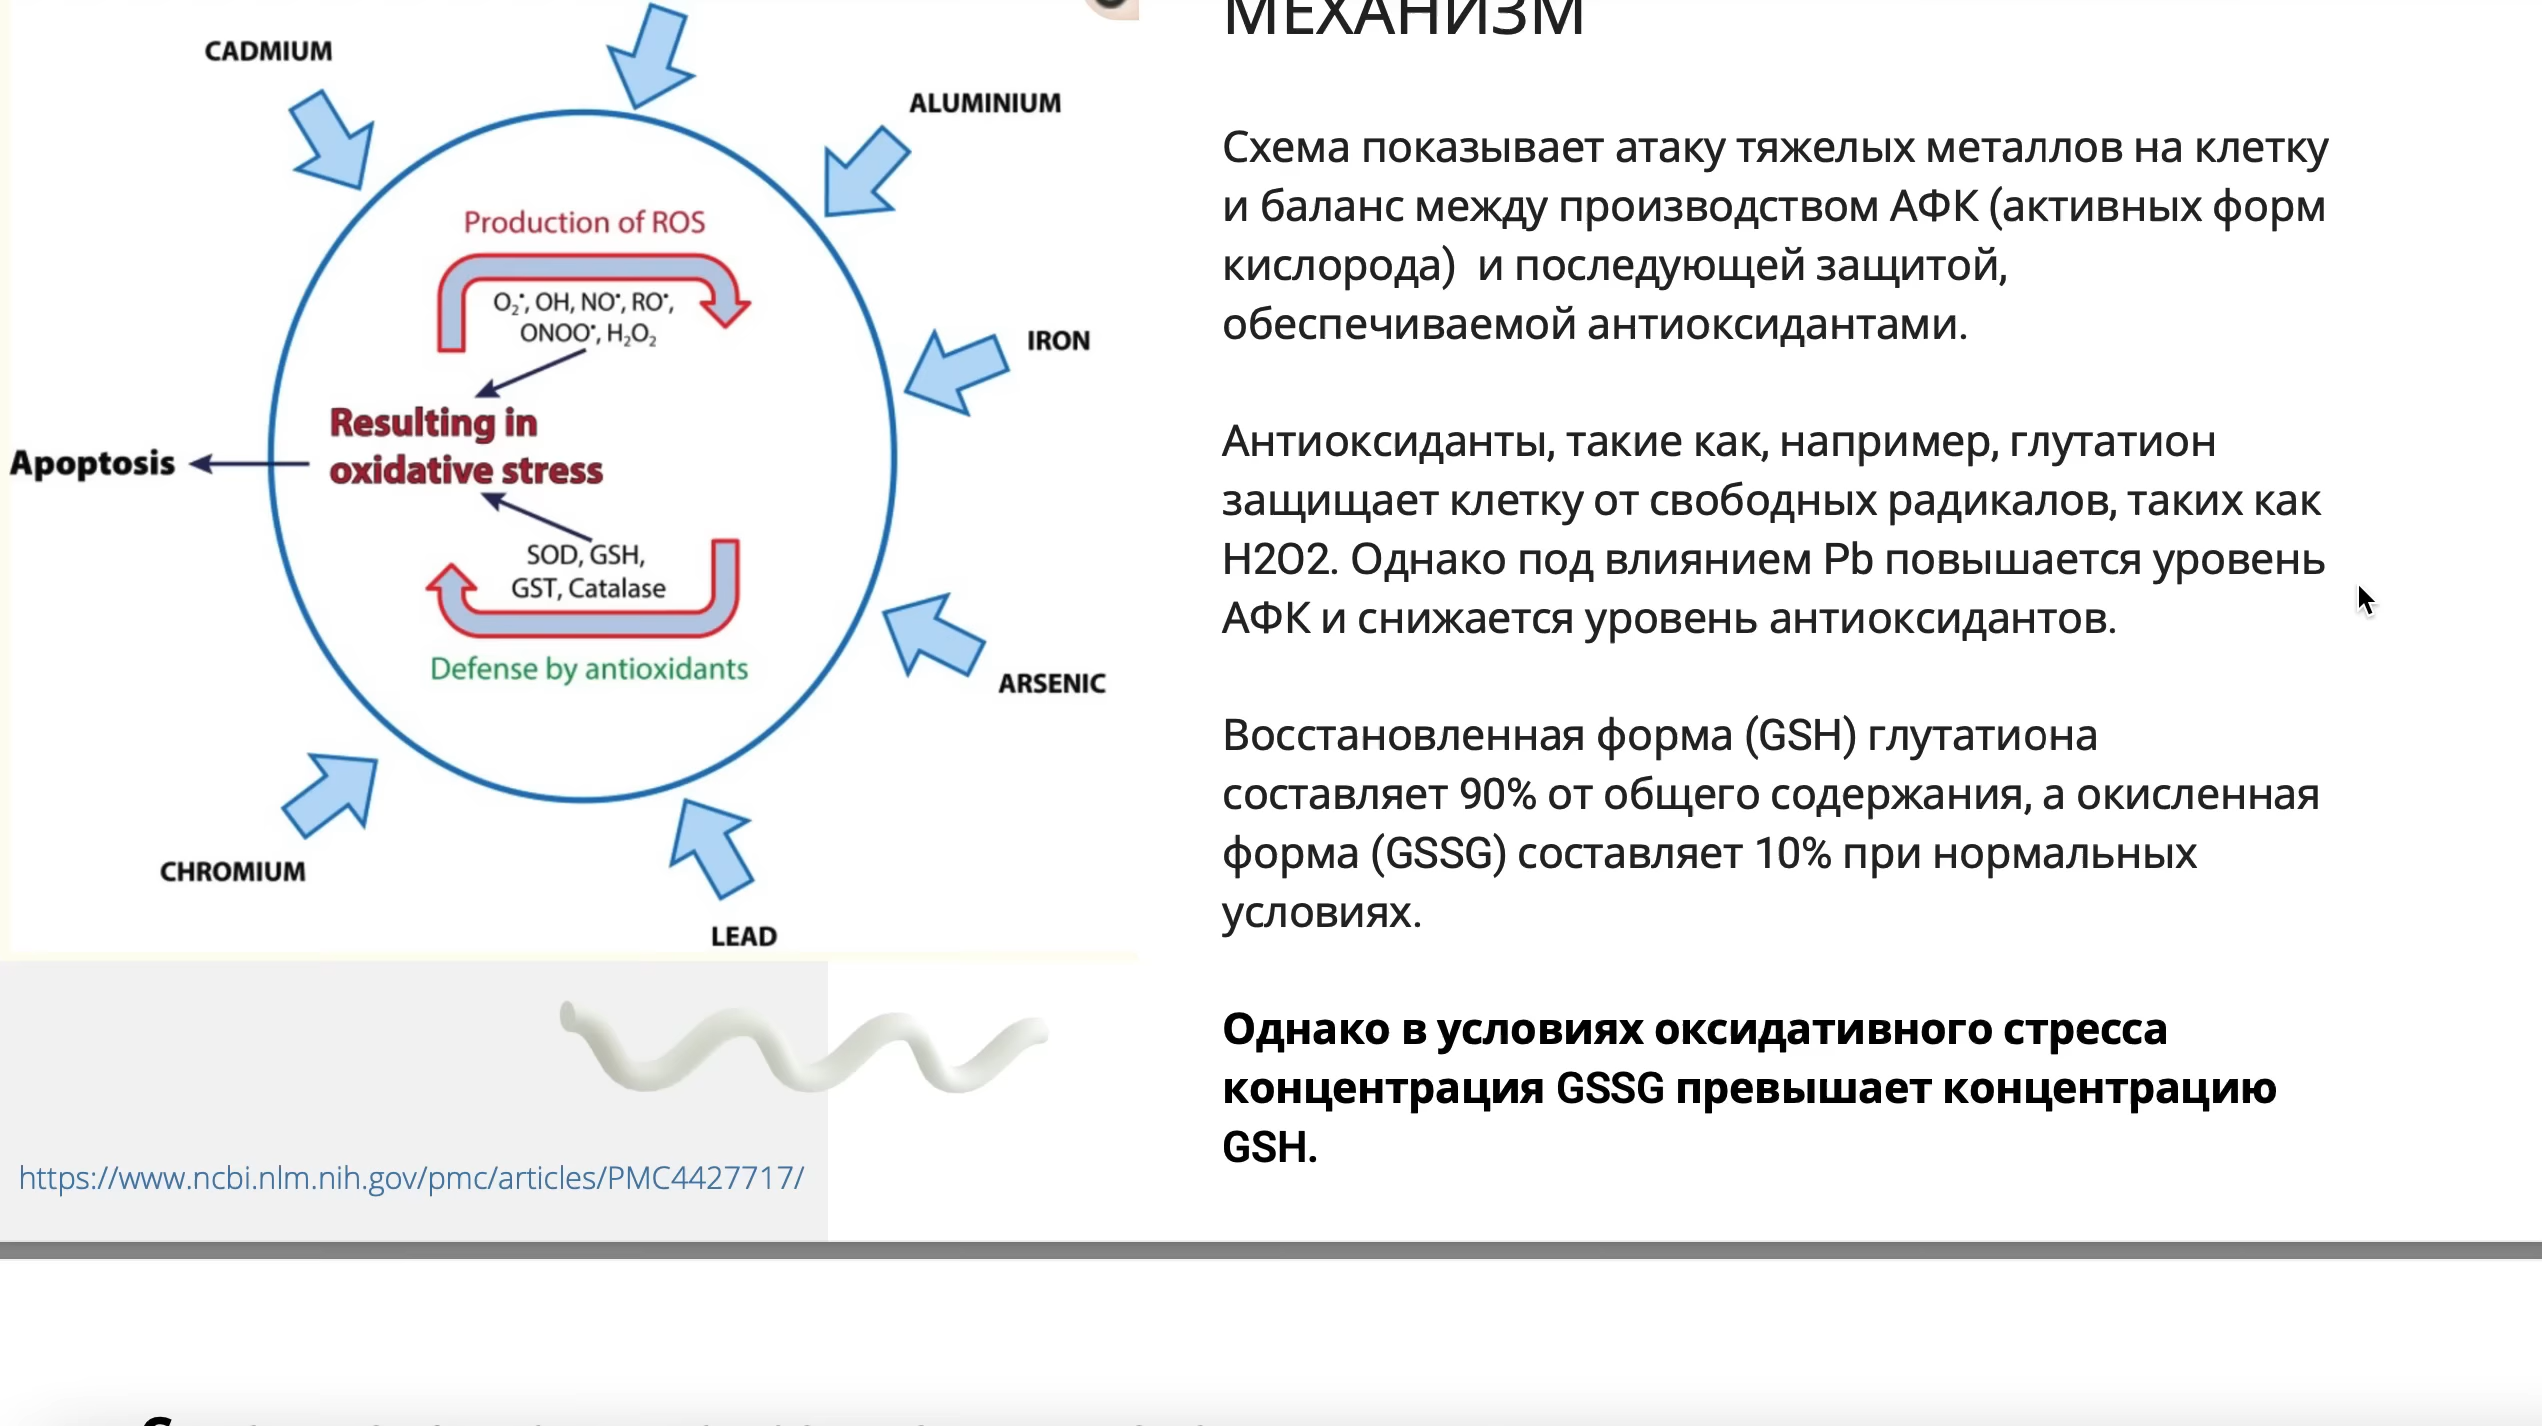 CADMIUM
ALUMINIUM
Production of ROS
O₂•, OH, NO•, RO•,
ONOO•, H₂O₂
IRON
Resulting in
oxidative stress
Apoptosis
SOD, GSH,
GST, Catalase
Defense by antioxidants
ARSENIC
CHROMIUM
LEAD
https://www.ncbi.nlm.nih.gov/pmc/articles/PMC4427717/
МЕХАНИЗМ
Схема показывает атаку тяжелых металлов на клетку
и баланс между производством АФК (активных форм
кислорода)  и последующей защитой,
обеспечиваемой антиоксидантами.
Антиоксиданты, такие как, например, глутатион
защищает клетку от свободных радикалов, таких как
H2O2. Однако под влиянием Pb повышается уровень
АФК и снижается уровень антиоксидантов.
Восстановленная форма (GSH) глутатиона
составляет 90% от общего содержания, а окисленная
форма (GSSG) составляет 10% при нормальных
условиях.
Однако в условиях оксидативного стресса
концентрация GSSG превышает концентрацию
GSH.